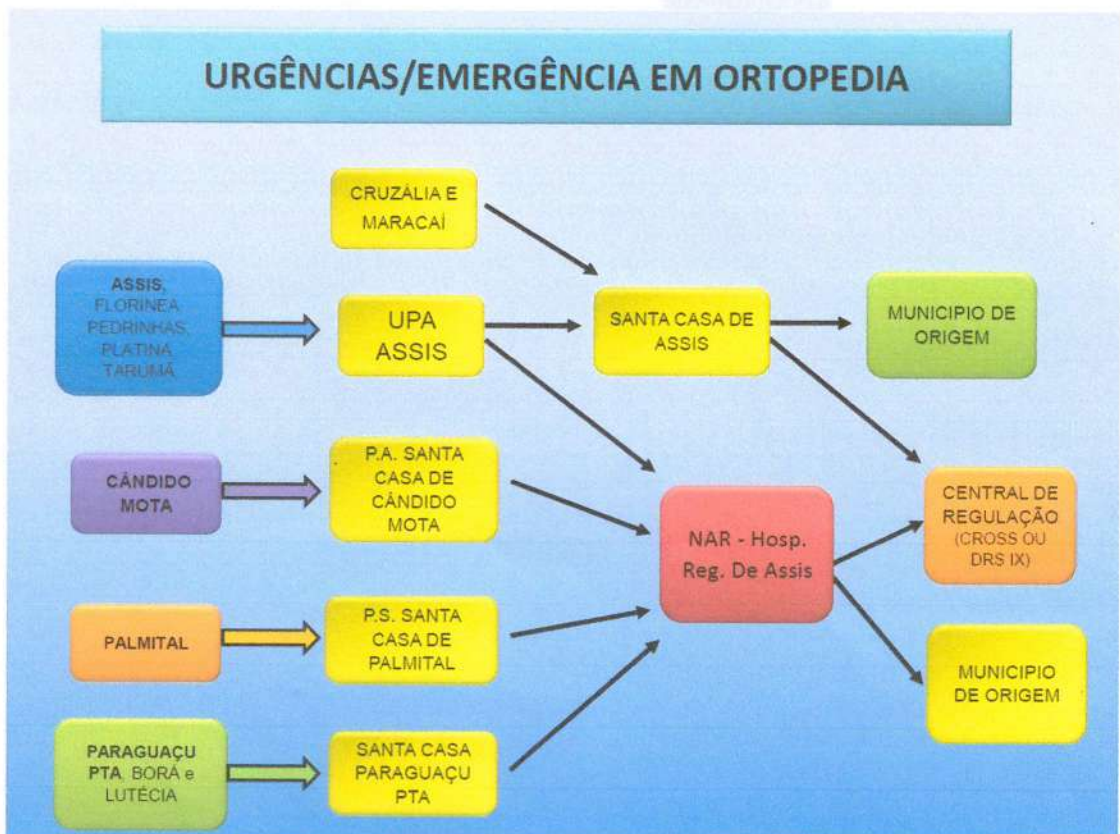 URGÊNCIAS/EMERGÊNCIA EM ORTOPEDIA
CRUZÁLIA E
MARACAÍ
ASSIS,
FLORINEA
PEDRINHAS,
PLATINA
TARUMÃ
UPA
ASSIS
SANTA CASA DE
ASSIS
MUNICIPIO DE
ORIGEM
CÂNDIDO
MOTA
P.A. SANTA
CASA DE
CÂNDIDO
MOTA
NAR - Hosp.
Reg. De Assis
CENTRAL DE
REGULAÇÃO
(CROSS OU
DRS IX)
PALMITAL
P.S. SANTA
CASA DE
PALMITAL
MUNICIPIO
DE ORIGEM
PARAGUAÇU
PTA, BORÁ e
LUTÉCIA
SANTA CASA
PARAGUAÇU
PTA